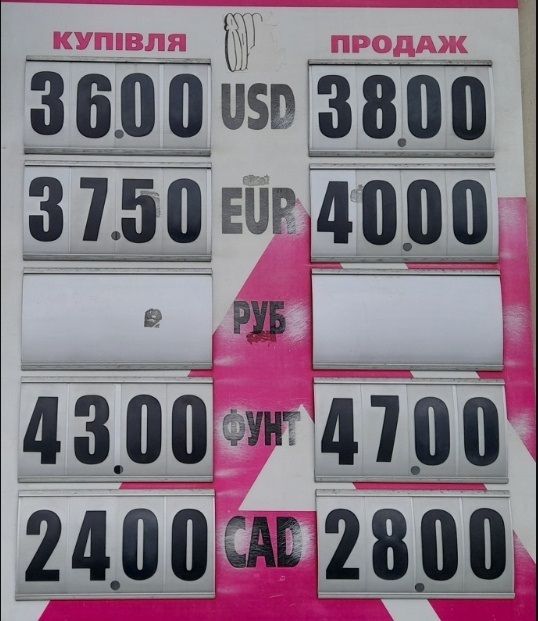 КУПІВЛЯ ПРОДАЖ
36.00 USD 38.00
37.50 EUR 40.00
РУБ
43.00 ФУНТ 47.00
24.00 CAD 28.00